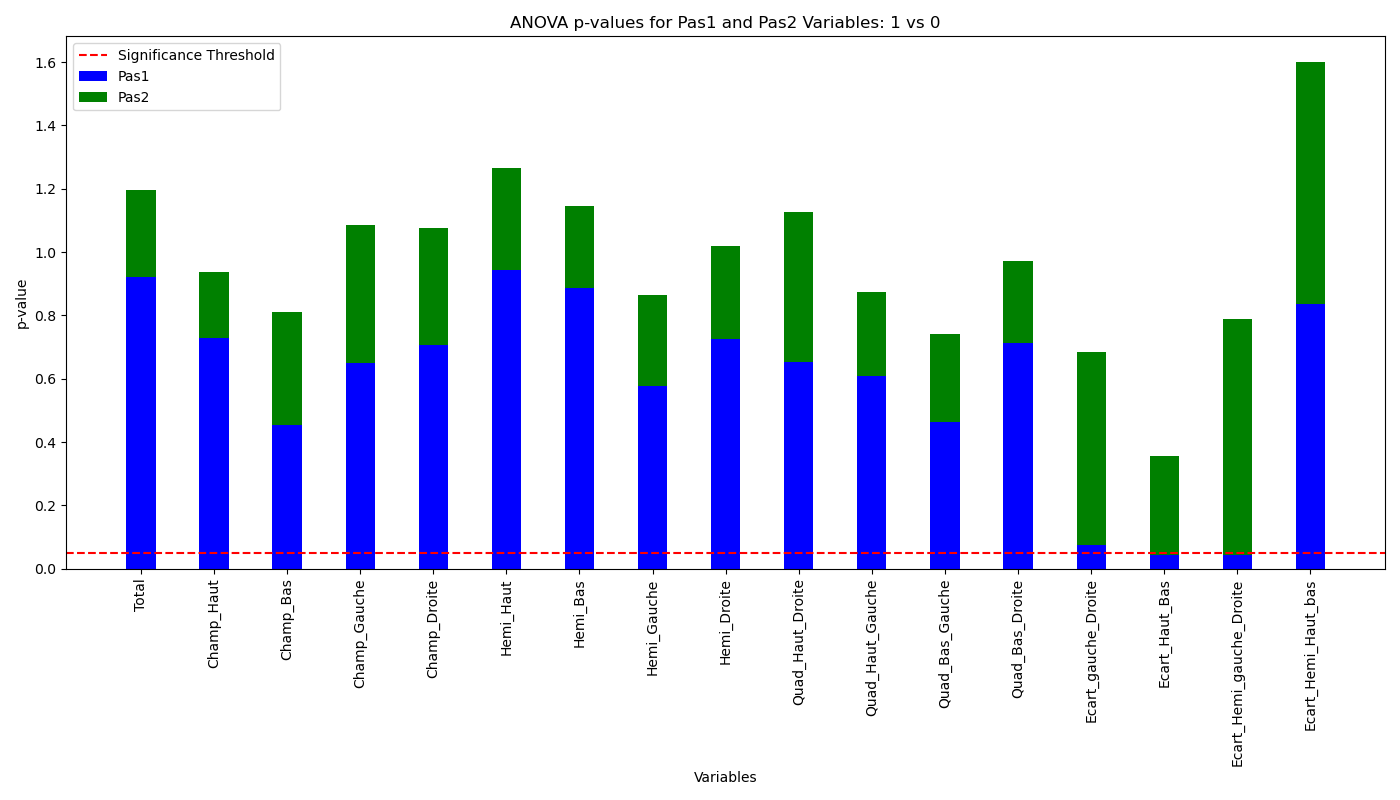 ANOVA p-values for Pas1 and Pas2 Variables: 1 vs 0
Significance Threshold
Pas1
Pas2
p-value
1.6
1.4
1.2
1.0
0.8
0.6
0.4
0.2
0.0
Total
Champ_Haut
Champ_Bas
Champ_Gauche
Champ_Droite
Hemi_Haut
Hemi_Bas
Hemi_Gauche
Hemi_Droite
Quad_Haut_Droite
Quad_Haut_Gauche
Quad_Bas_Gauche
Quad_Bas_Droite
Ecart_gauche_Droite
Ecart_Haut_Bas
Ecart_Hemi_gauche_Droite
Ecart_Hemi_Haut_bas
Variables